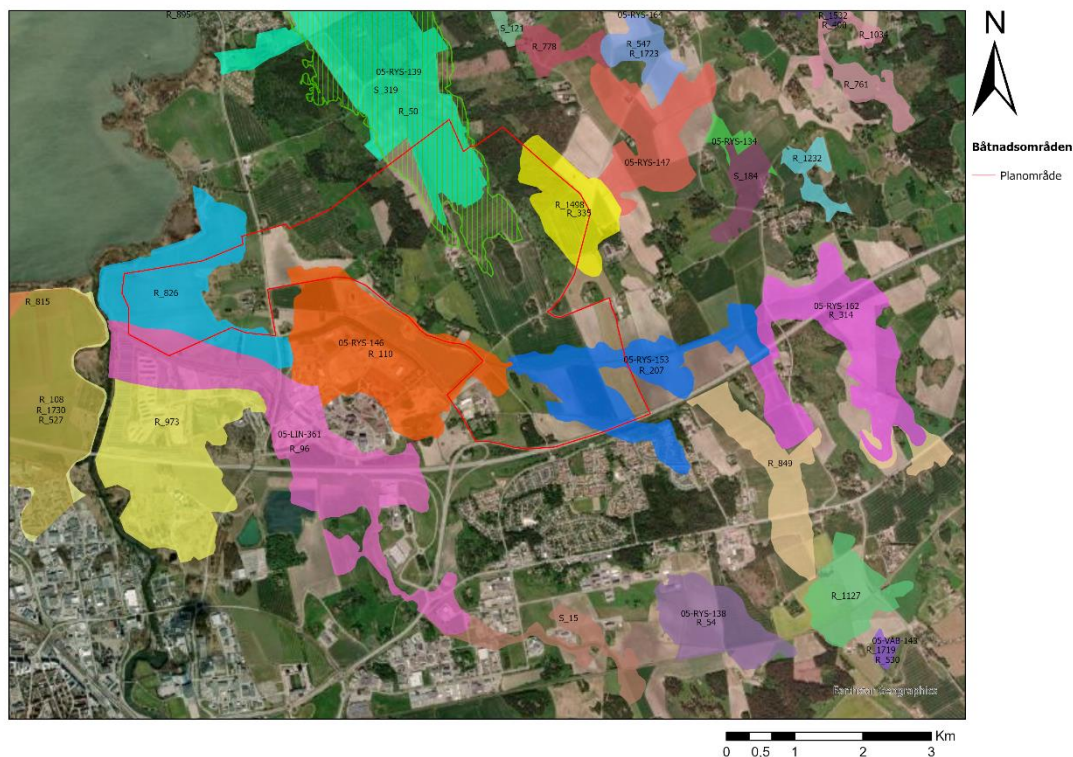 R_895
05-RYS-139
S_319
R_50
S_121
R_778
05-RYS-164
R_547
R_1723
R_1532
R_1034
R_761
05-RYS-134
05-RYS-147
S_184
R_1232
R_1498
R_335
R_826
R_815
05-RYS-146
R_110
05-RYS-153
R_207
05-RYS-162
R_314
R_108
R_1730
R_527
R_973
05-LIN-361
R_96
R_849
S_15
05-RYS-138
R_54
R_1127
05-VÅB-143
R_1719
R_530
N
Båtnadsområden
Planområde
Km
0 0.5 1 2 3